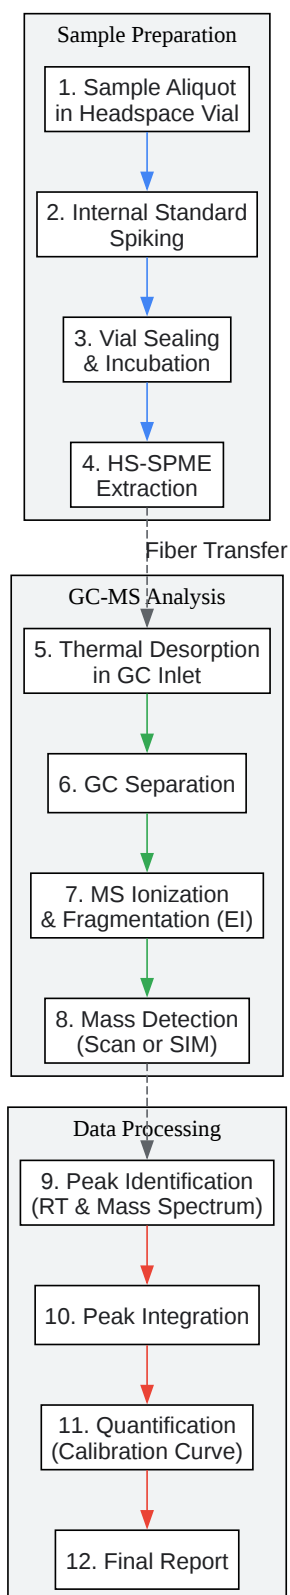 Sample Preparation
1. Sample Aliquot
in Headspace Vial
2. Internal Standard
Spiking
3. Vial Sealing
& Incubation
4. HS-SPME
Extraction
Fiber Transfer
GC-MS Analysis
5. Thermal Desorption
in GC Inlet
6. GC Separation
7. MS Ionization
& Fragmentation (EI)
8. Mass Detection
(Scan or SIM)
Data Processing
9. Peak Identification
(RT & Mass Spectrum)
10. Peak Integration
11. Quantification
(Calibration Curve)
12. Final Report